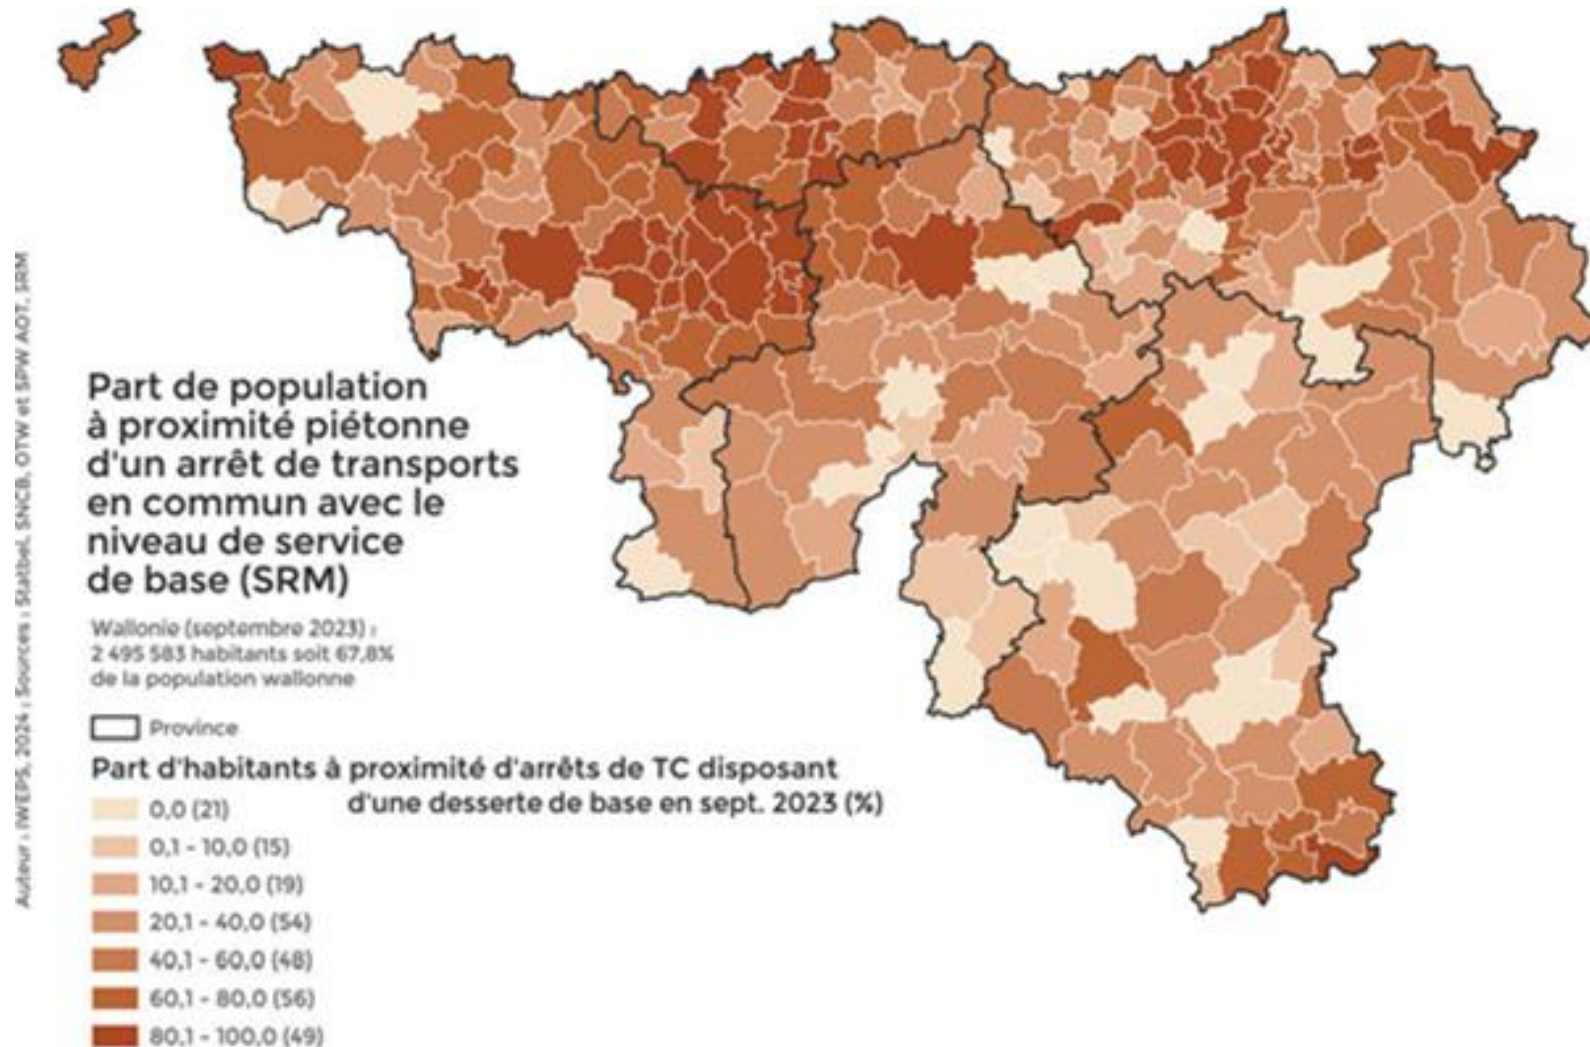 Part de population
à proximité piétonne
d'un arrêt de transports
en commun avec le
niveau de service
de base (SRM)
Wallonie (septembre 2023) :
2 495 583 habitants soit 67,8%
de la population wallonne
Province
Part d'habitants à proximité d'arrêts de TC disposant
d'une desserte de base en sept. 2023 (%)
0,0 (21)
0,1 - 10,0 (15)
10,1 - 20,0 (19)
20,1 - 40,0 (54)
40,1 - 60,0 (48)
60,1 - 80,0 (56)
80,1 - 100,0 (49)
Auteur : IWEPS, 2024 ; Sources : Statbel, SNCB, OTW et SPW AOT, SRM